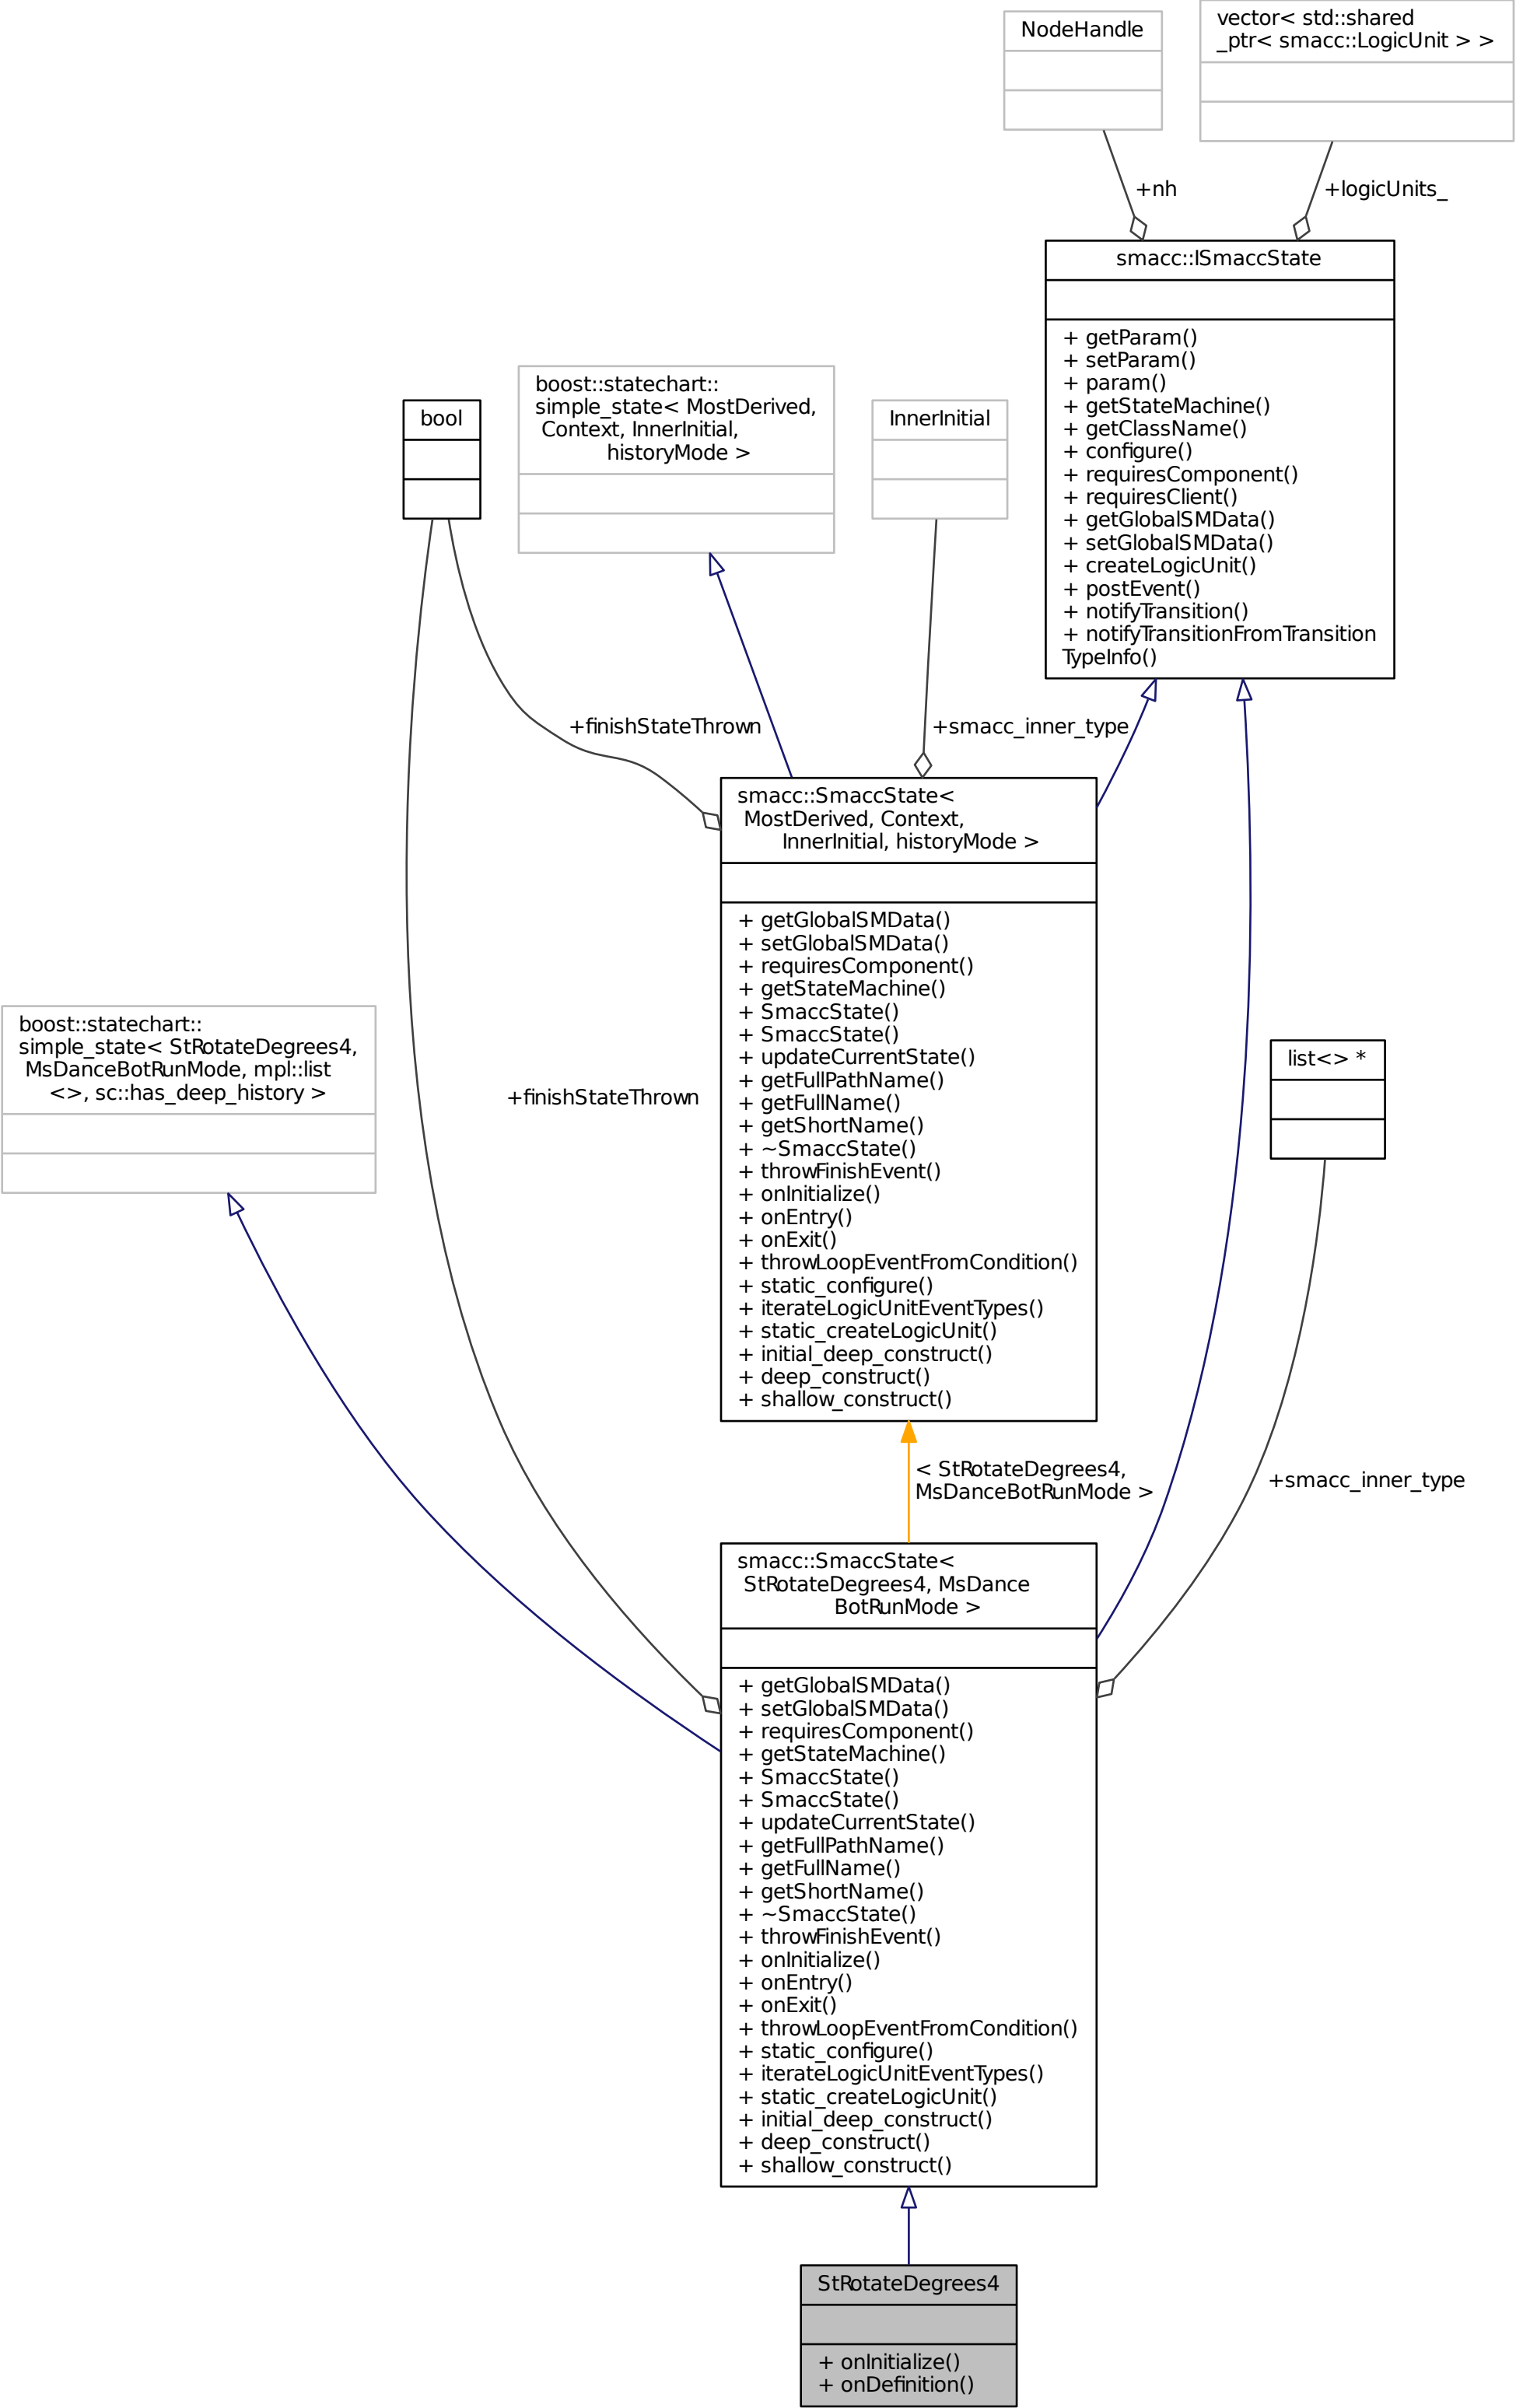 NodeHandle
vector< std::shared
_ptr< smacc::LogicUnit > >
+nh
+logicUnits_
smacc::ISmaccState
+ getParam()
+ setParam()
+ param()
+ getStateMachine()
+ getClassName()
+ configure()
+ requiresComponent()
+ requiresClient()
+ getGlobalSMData()
+ setGlobalSMData()
+ createLogicUnit()
+ postEvent()
+ notifyTransition()
+ notifyTransitionFromTransition
TypeInfo()
bool
boost::statechart::
simple_state< MostDerived,
Context, InnerInitial,
historyMode >
InnerInitial
+finishStateThrown
+smacc_inner_type
smacc::SmaccState<
MostDerived, Context,
InnerInitial, historyMode >
+ getGlobalSMData()
+ setGlobalSMData()
+ requiresComponent()
+ getStateMachine()
+ SmaccState()
+ SmaccState()
+ updateCurrentState()
+ getFullPathName()
+ getFullName()
+ getShortName()
+ ~SmaccState()
+ throwFinishEvent()
+ onInitialize()
+ onEntry()
+ onExit()
+ throwLoopEventFromCondition()
+ static_configure()
+ iterateLogicUnitEventTypes()
+ static_createLogicUnit()
+ initial_deep_construct()
+ deep_construct()
+ shallow_construct()
boost::statechart::
simple_state< StRotateDegrees4,
MsDanceBotRunMode, mpl::list
<>, sc::has_deep_history >
+finishStateThrown
list<> *
< StRotateDegrees4,
MsDanceBotRunMode >
+smacc_inner_type
smacc::SmaccState<
StRotateDegrees4, MsDance
BotRunMode >
+ getGlobalSMData()
+ setGlobalSMData()
+ requiresComponent()
+ getStateMachine()
+ SmaccState()
+ SmaccState()
+ updateCurrentState()
+ getFullPathName()
+ getFullName()
+ getShortName()
+ ~SmaccState()
+ throwFinishEvent()
+ onInitialize()
+ onEntry()
+ onExit()
+ throwLoopEventFromCondition()
+ static_configure()
+ iterateLogicUnitEventTypes()
+ static_createLogicUnit()
+ initial_deep_construct()
+ deep_construct()
+ shallow_construct()
StRotateDegrees4
+ onInitialize()
+ onDefinition()